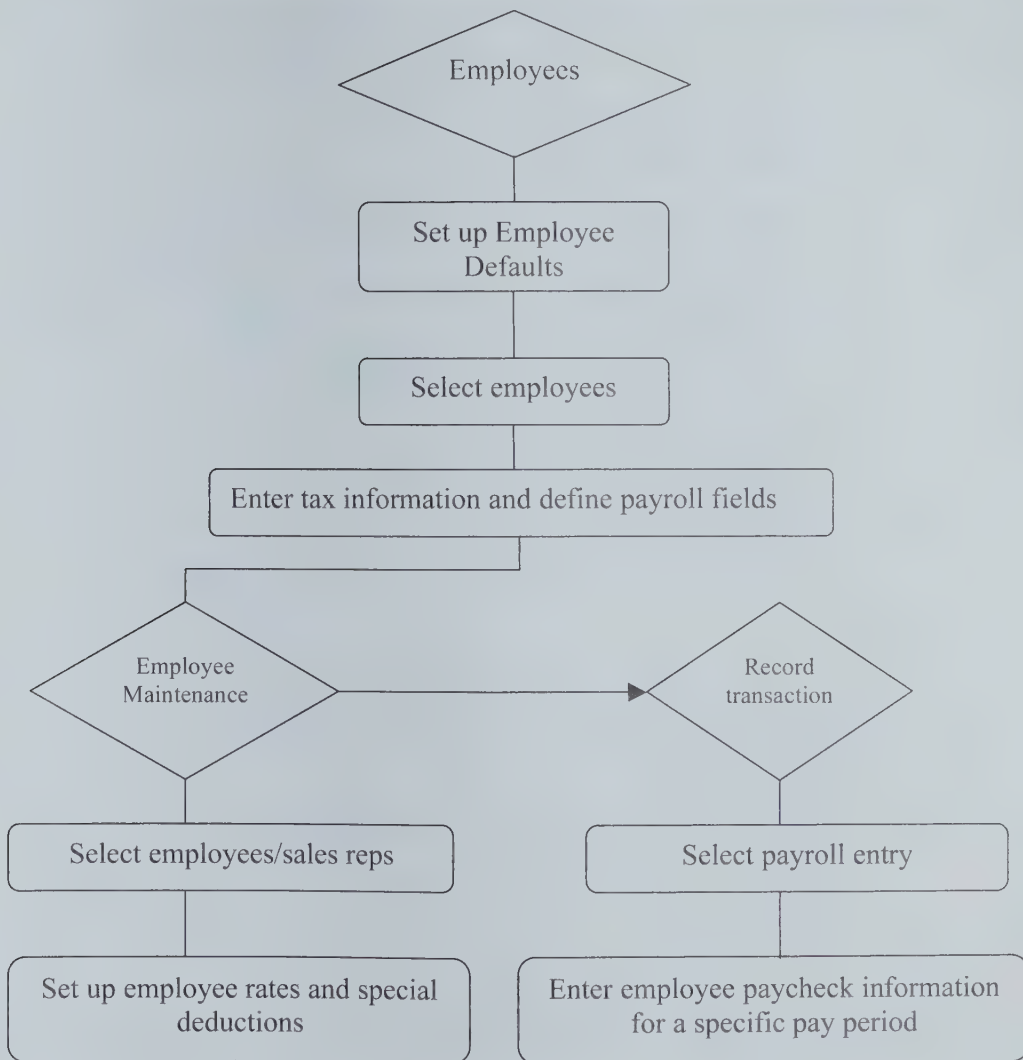 Employees
Set up Employee
Defaults
Select employees
Enter tax information and define payroll fields
Employee
Maintenance
Record
transaction
Select employees/sales reps
Select payroll entry
Set up employee rates and special
deductions
Enter employee paycheck information
for a specific pay period